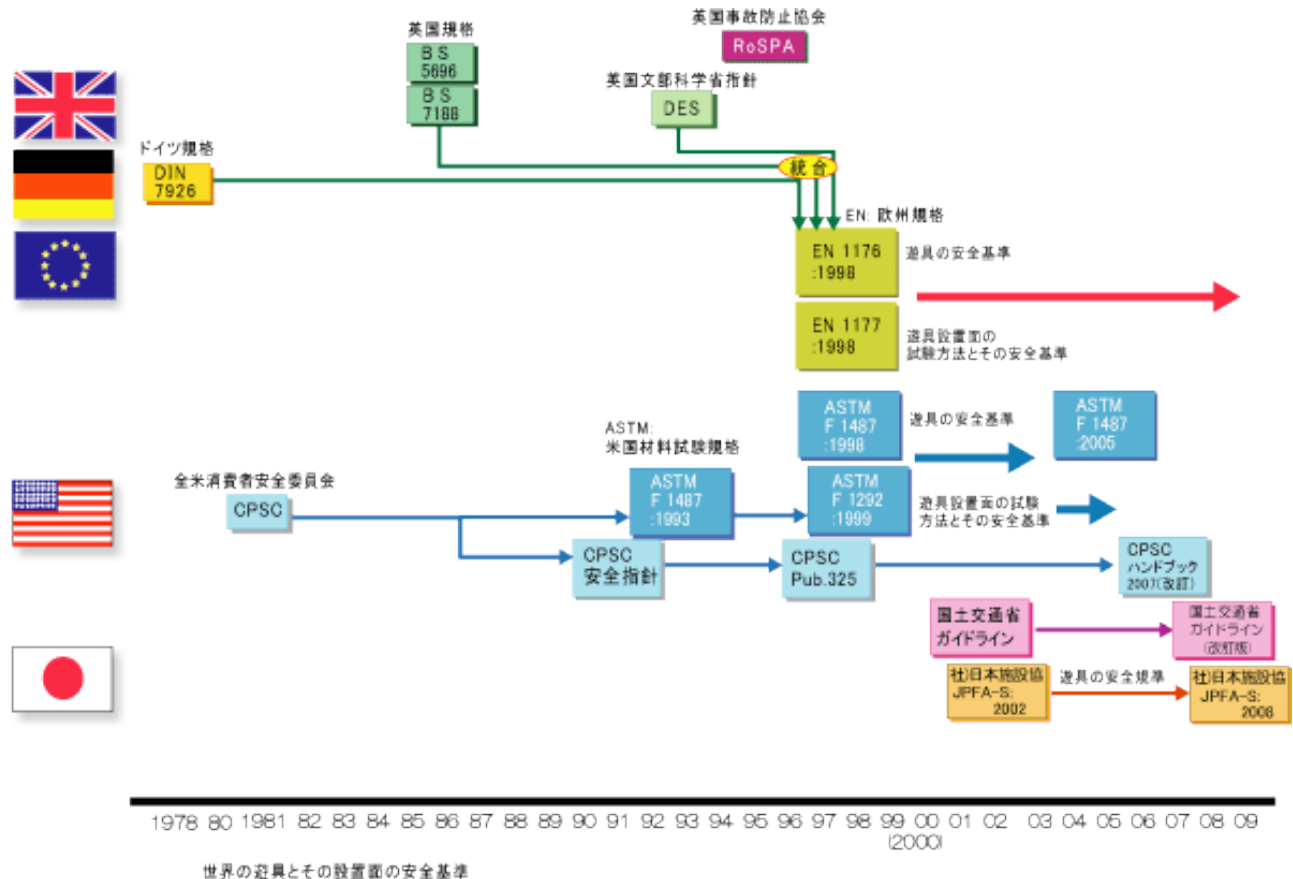 英国事故防止協会
RoSPA
英国規格
BS
5696
BS
7188
英国文部科学省指針
DES
ドイツ規格
DIN
7926
統合
EN: 欧州規格
EN 1176
:1998
遊具の安全基準
EN 1177
:1998
遊具設置面の
試験方法とその安全基準
ASTM
F 1487
:1998
遊具の安全基準
ASTM
F 1487
:2005
ASTM:
米国材料試験規格
全米消費者安全委員会
CPSC
ASTM
F 1487
:1993
ASTM
F 1292
:1999
遊具設置面の試験
方法とその安全基準
CPSC
安全指針
CPSC
Pub.325
CPSC
ハンドブック
2007(改訂)
国土交通省
ガイドライン
国土交通省
ガイドライン
(改訂版)
社)日本施設協
JPFA-S:
2002
遊具の安全規準
社)日本施設協
JPFA-S:
2008
1978 80 1981 82 83 84 85 86 87 88 89 90 91 92 93 94 95 96 97 98 99 00 01 02 03 04 05 06 07 08 09
(2000)
世界の遊具とその設置面の安全基準